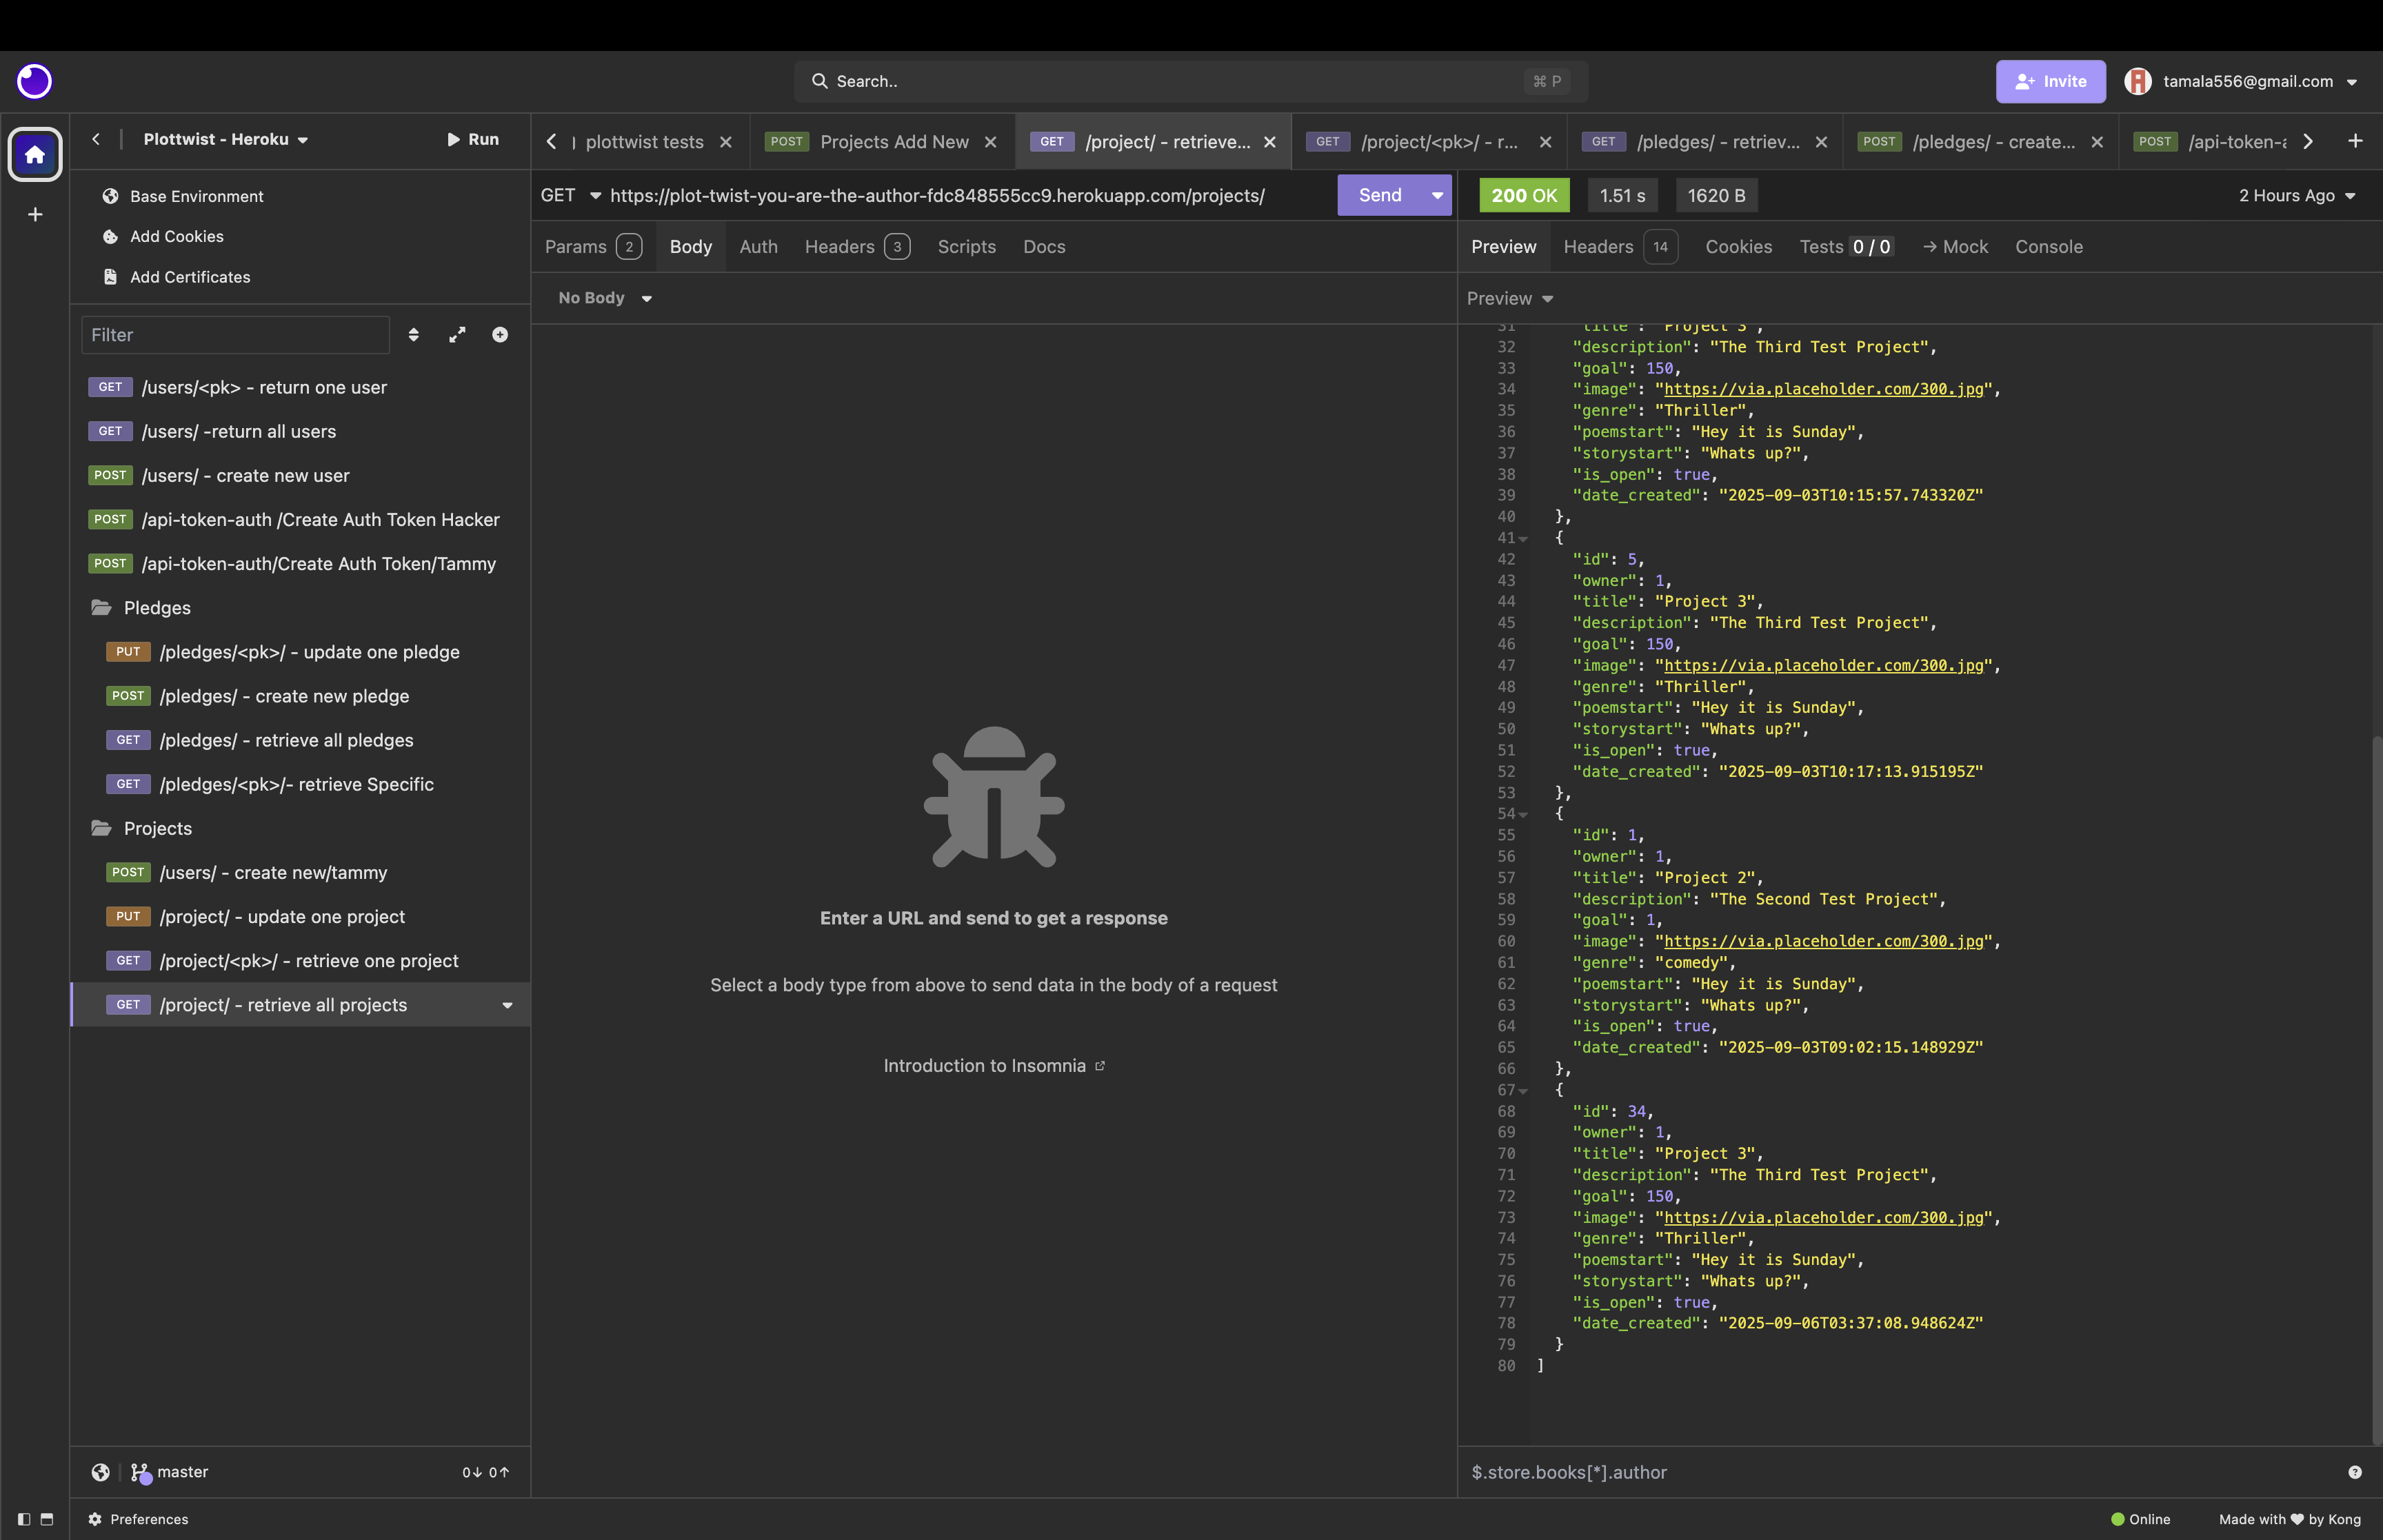 Search..
⌘ P
Invite
tamala556@gmail.com
Plottwist - Heroku
Run
plottwist tests
POST Projects Add New
GET /project/ - retrieve...
GET /project/<pk>/ - r...
GET /pledges/ - retriev...
POST /pledges/ - create...
POST /api-token-a
Base Environment
Add Cookies
Add Certificates
Filter
GET /users/<pk> - return one user
GET /users/ -return all users
POST /users/ - create new user
POST /api-token-auth /Create Auth Token Hacker
POST /api-token-auth/Create Auth Token/Tammy
Pledges
PUT /pledges/<pk>/ - update one pledge
POST /pledges/ - create new pledge
GET /pledges/ - retrieve all pledges
GET /pledges/<pk>/- retrieve Specific
Projects
POST /users/ - create new/tammy
PUT /project/ - update one project
GET /project/<pk>/ - retrieve one project
GET /project/ - retrieve all projects
master
0↓ 0↑
Preferences
GET https://plot-twist-you-are-the-author-fdc848555cc9.herokuapp.com/projects/
Send
Params 2 Body Auth Headers 3 Scripts Docs
No Body
Enter a URL and send to get a response
Select a body type from above to send data in the body of a request
Introduction to Insomnia
200 OK 1.51 s 1620 B
2 Hours Ago
Preview Headers 14 Cookies Tests 0 / 0 → Mock Console
Preview
31 "title": "Project 3",
32 "description": "The Third Test Project",
33 "goal": 150,
34 "image": "https://via.placeholder.com/300.jpg",
35 "genre": "Thriller",
36 "poemstart": "Hey it is Sunday",
37 "storystart": "Whats up?",
38 "is_open": true,
39 "date_created": "2025-09-03T10:15:57.743320Z"
40 },
41 {
42 "id": 5,
43 "owner": 1,
44 "title": "Project 3",
45 "description": "The Third Test Project",
46 "goal": 150,
47 "image": "https://via.placeholder.com/300.jpg",
48 "genre": "Thriller",
49 "poemstart": "Hey it is Sunday",
50 "storystart": "Whats up?",
51 "is_open": true,
52 "date_created": "2025-09-03T10:17:13.915195Z"
53 },
54 {
55 "id": 1,
56 "owner": 1,
57 "title": "Project 2",
58 "description": "The Second Test Project",
59 "goal": 1,
60 "image": "https://via.placeholder.com/300.jpg",
61 "genre": "comedy",
62 "poemstart": "Hey it is Sunday",
63 "storystart": "Whats up?",
64 "is_open": true,
65 "date_created": "2025-09-03T09:02:15.148929Z"
66 },
67 {
68 "id": 34,
69 "owner": 1,
70 "title": "Project 3",
71 "description": "The Third Test Project",
72 "goal": 150,
73 "image": "https://via.placeholder.com/300.jpg",
74 "genre": "Thriller",
75 "poemstart": "Hey it is Sunday",
76 "storystart": "Whats up?",
77 "is_open": true,
78 "date_created": "2025-09-06T03:37:08.948624Z"
79 }
80 ]
$.store.books[*].author
Online
Made with ♥ by Kong